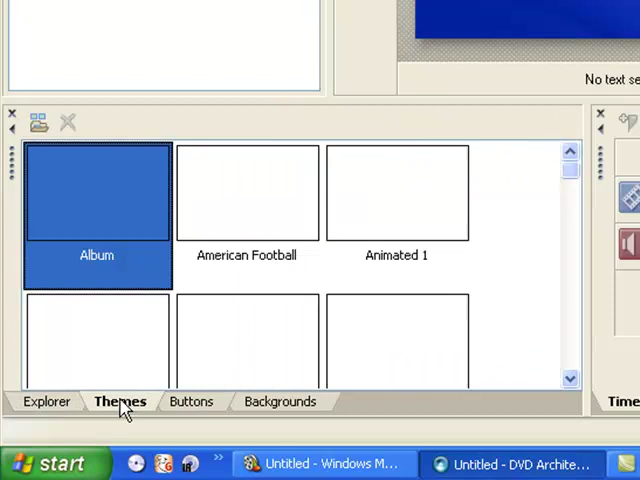 No text se
Album
American Football
Animated 1
Explorer
Themes
Buttons
Backgrounds
Time
start
»
Untitled - Windows M...
Untitled - DVD Archite...